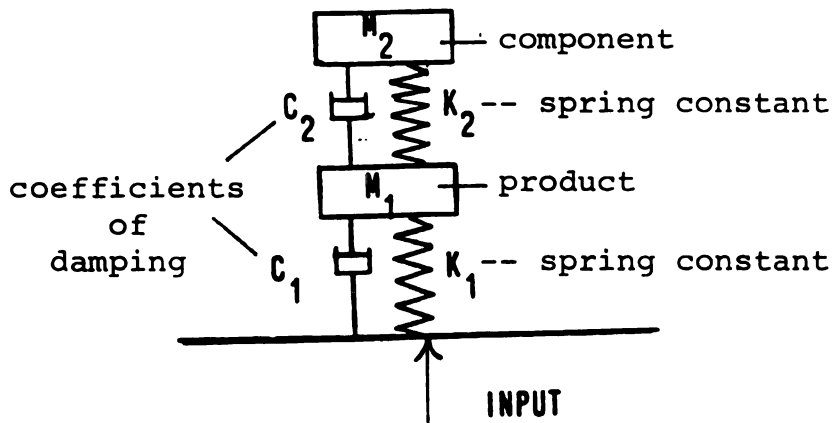 M2
component
C2
K2 -- spring constant
M1
product
coefficients
of
damping
C1
K1 -- spring constant
INPUT